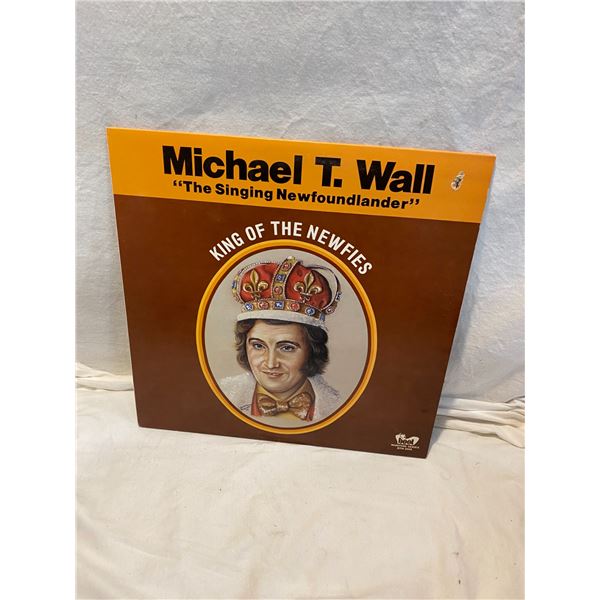 Michael T. Wall
“The Singing Newfoundlander”
KING OF THE NEWFIES